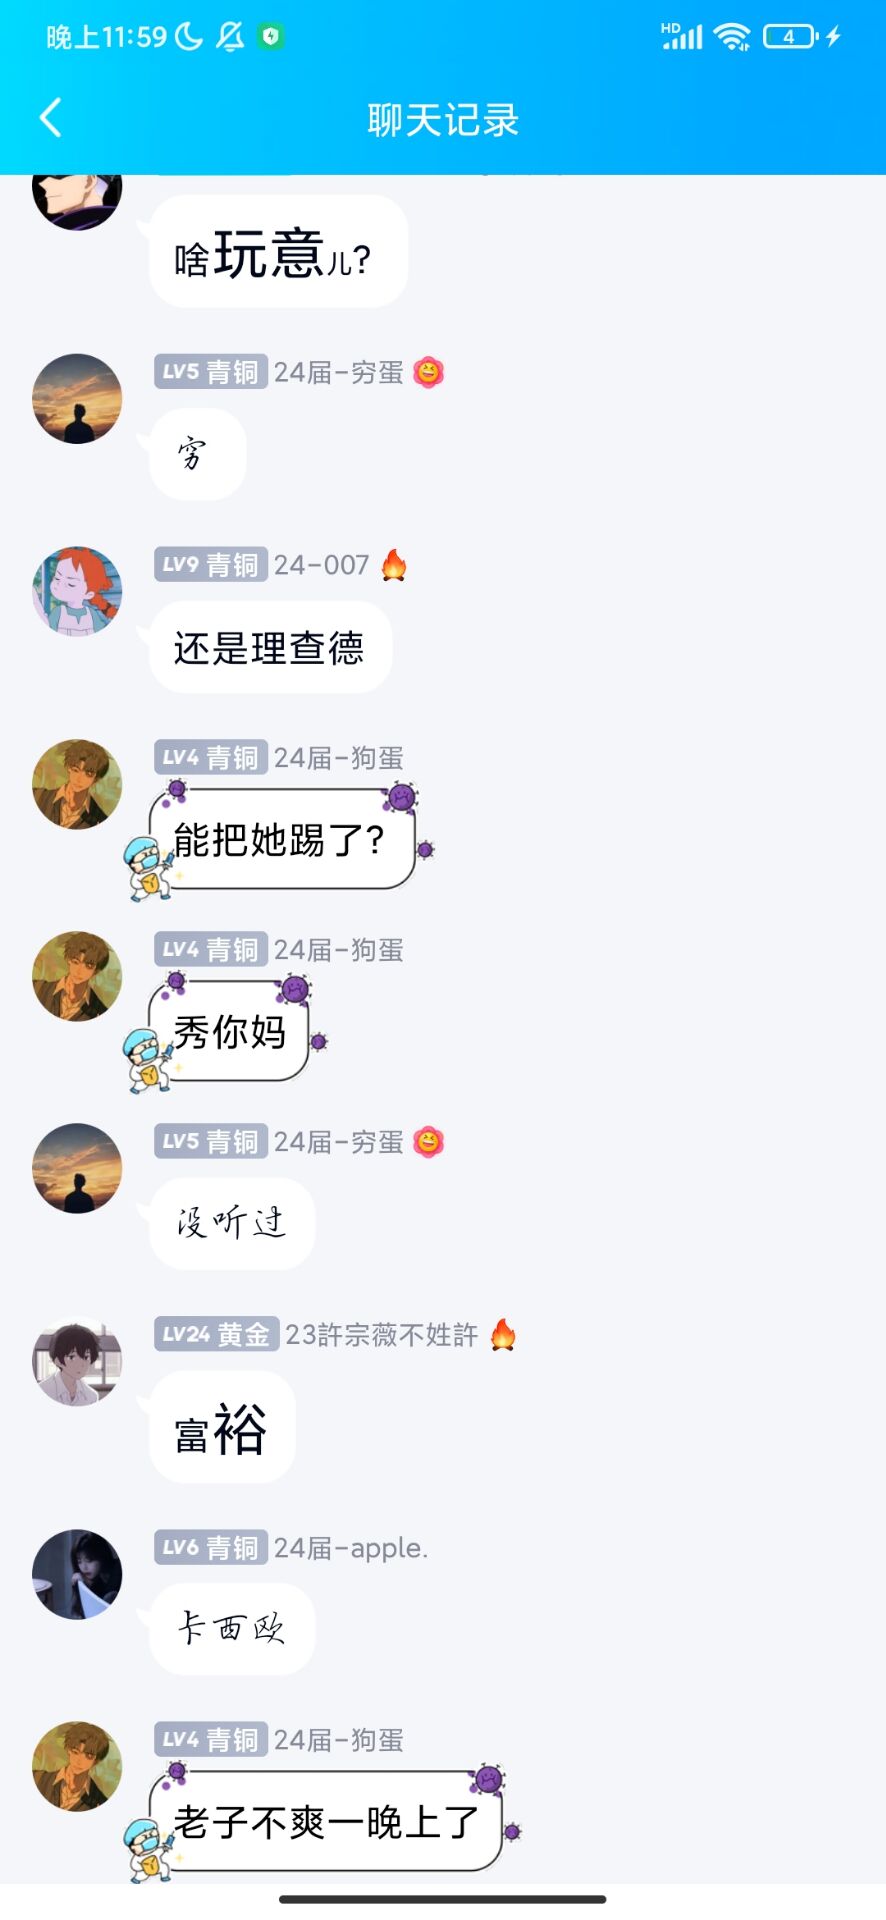 晚上11:59
HD
4
聊天记录
啥玩意儿?
LV5 青铜 24届-穷蛋
穷
LV9 青铜 24-007
还是理查德
LV4 青铜 24届-狗蛋
能把她踢了?
LV4 青铜 24届-狗蛋
秀你妈
LV5 青铜 24届-穷蛋
没听过
LV24 黄金 23許宗薇不姓許
富裕
LV6 青铜 24届-apple.
卡西欧
LV4 青铜 24届-狗蛋
老子不爽一晚上了